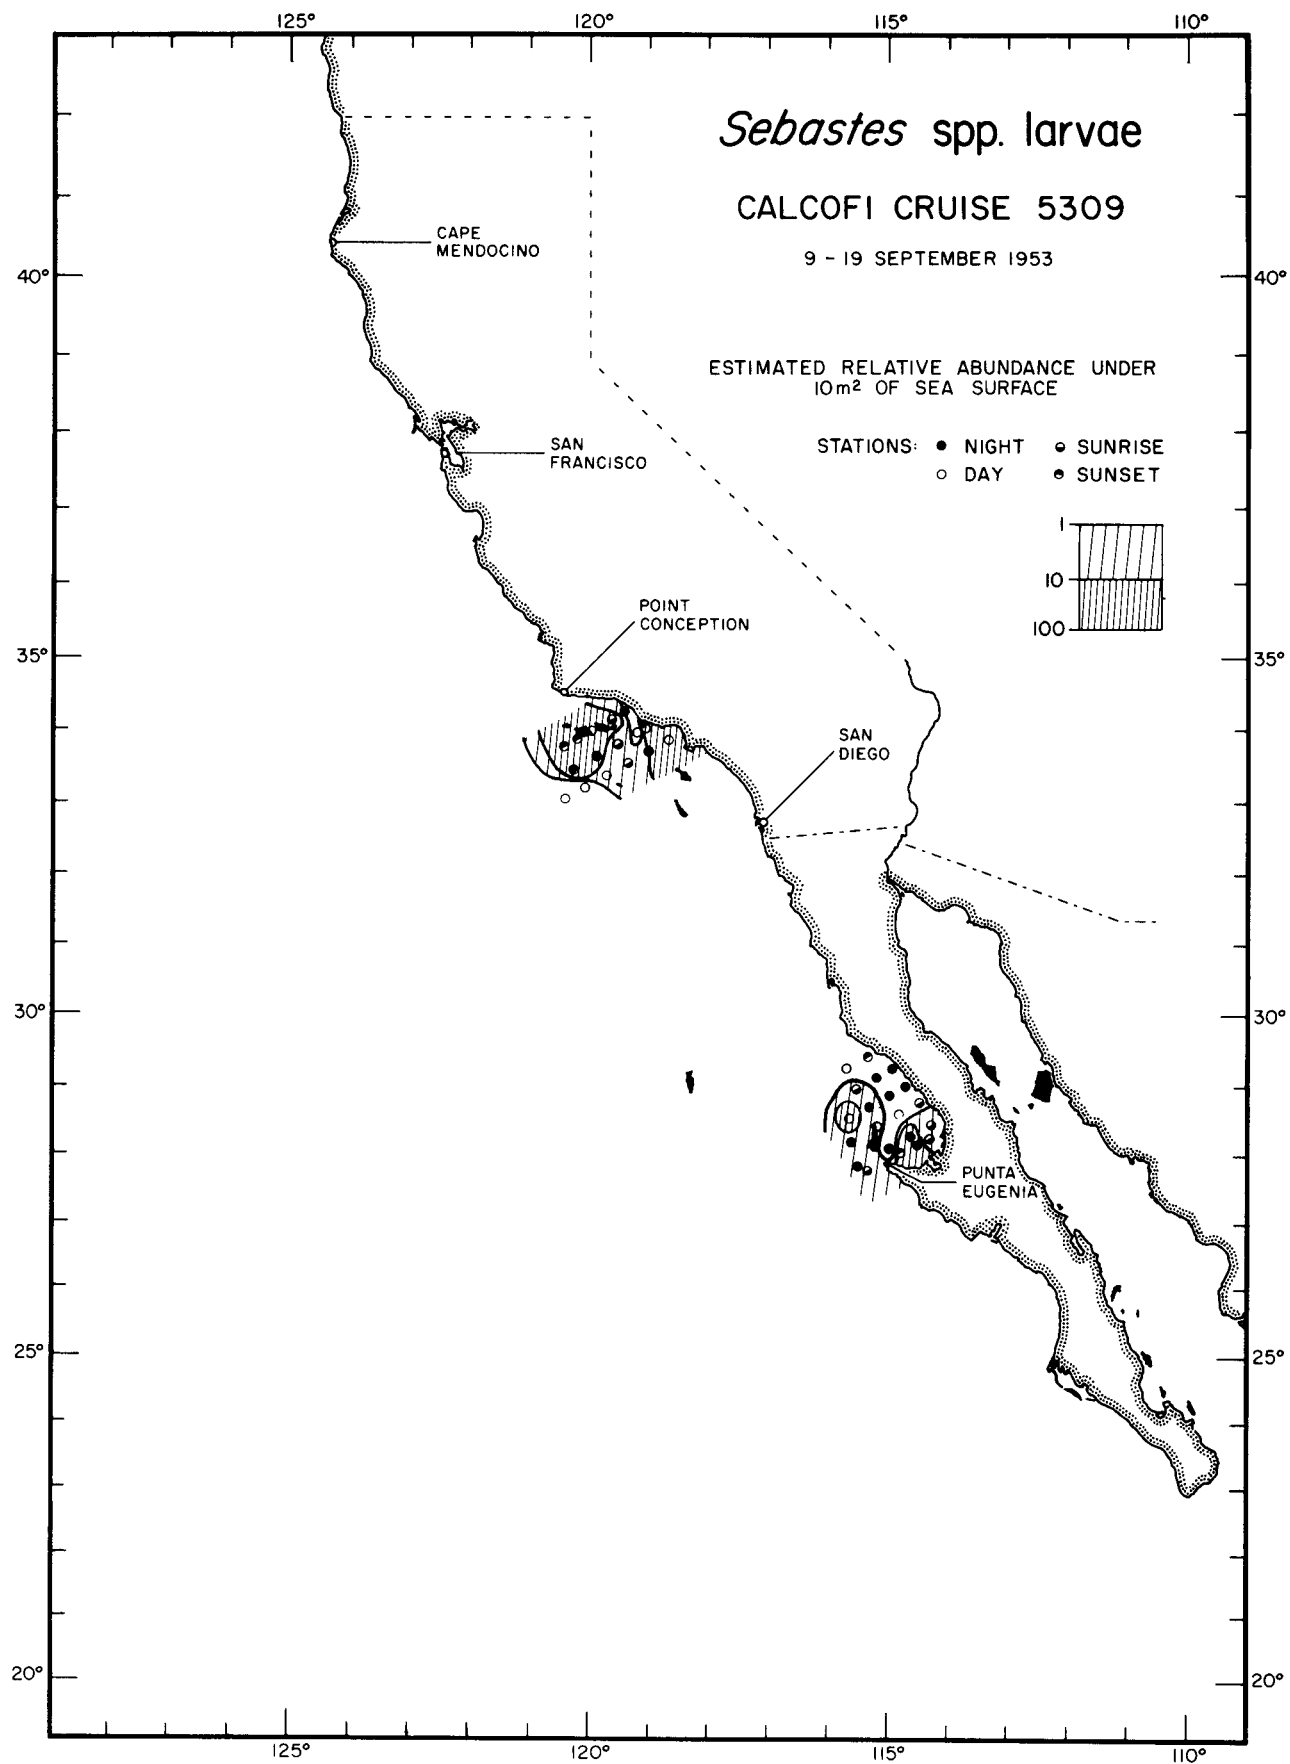 125° 120° 115° 110°
Sebastes spp. larvae
CALCOFI CRUISE 5309
9 - 19 SEPTEMBER 1953
CAPE
MENDOCINO
40° 40°
ESTIMATED RELATIVE ABUNDANCE UNDER
10m² OF SEA SURFACE
STATIONS: NIGHT SUNRISE
DAY SUNSET
SAN
FRANCISCO
1
10
100
POINT
CONCEPTION
35° 35°
SAN
DIEGO
30° 30°
PUNTA
EUGENIA
25° 25°
20° 20°
125° 120° 115° 110°